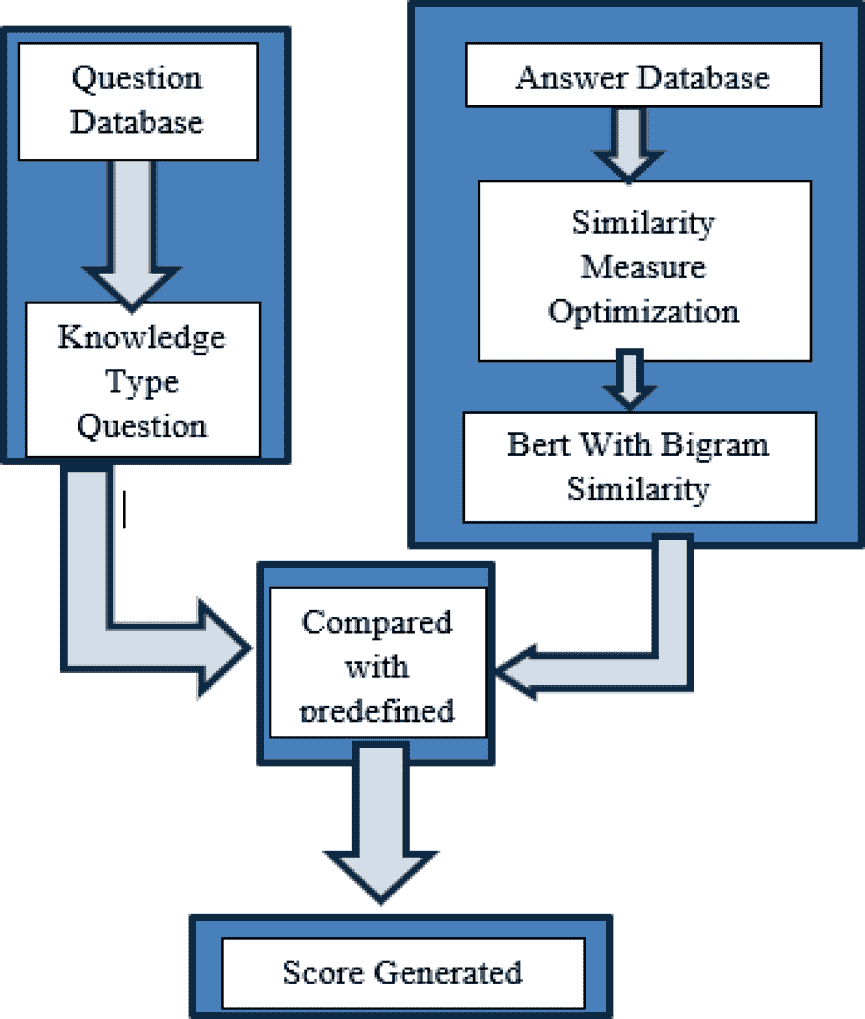 Question
Database
Knowledge
Type
Question
Answer Database
Similarity
Measure
Optimization
Bert With Bigram
Similarity
Compared
with
predefined
Score Generated